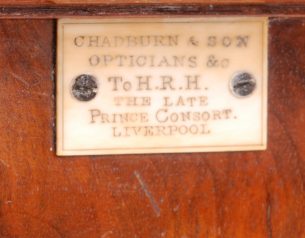 CHADBURN & SON
OPTICIANS &c
To H.R.H.
THE LATE
PRINCE CONSORT.
LIVERPOOL